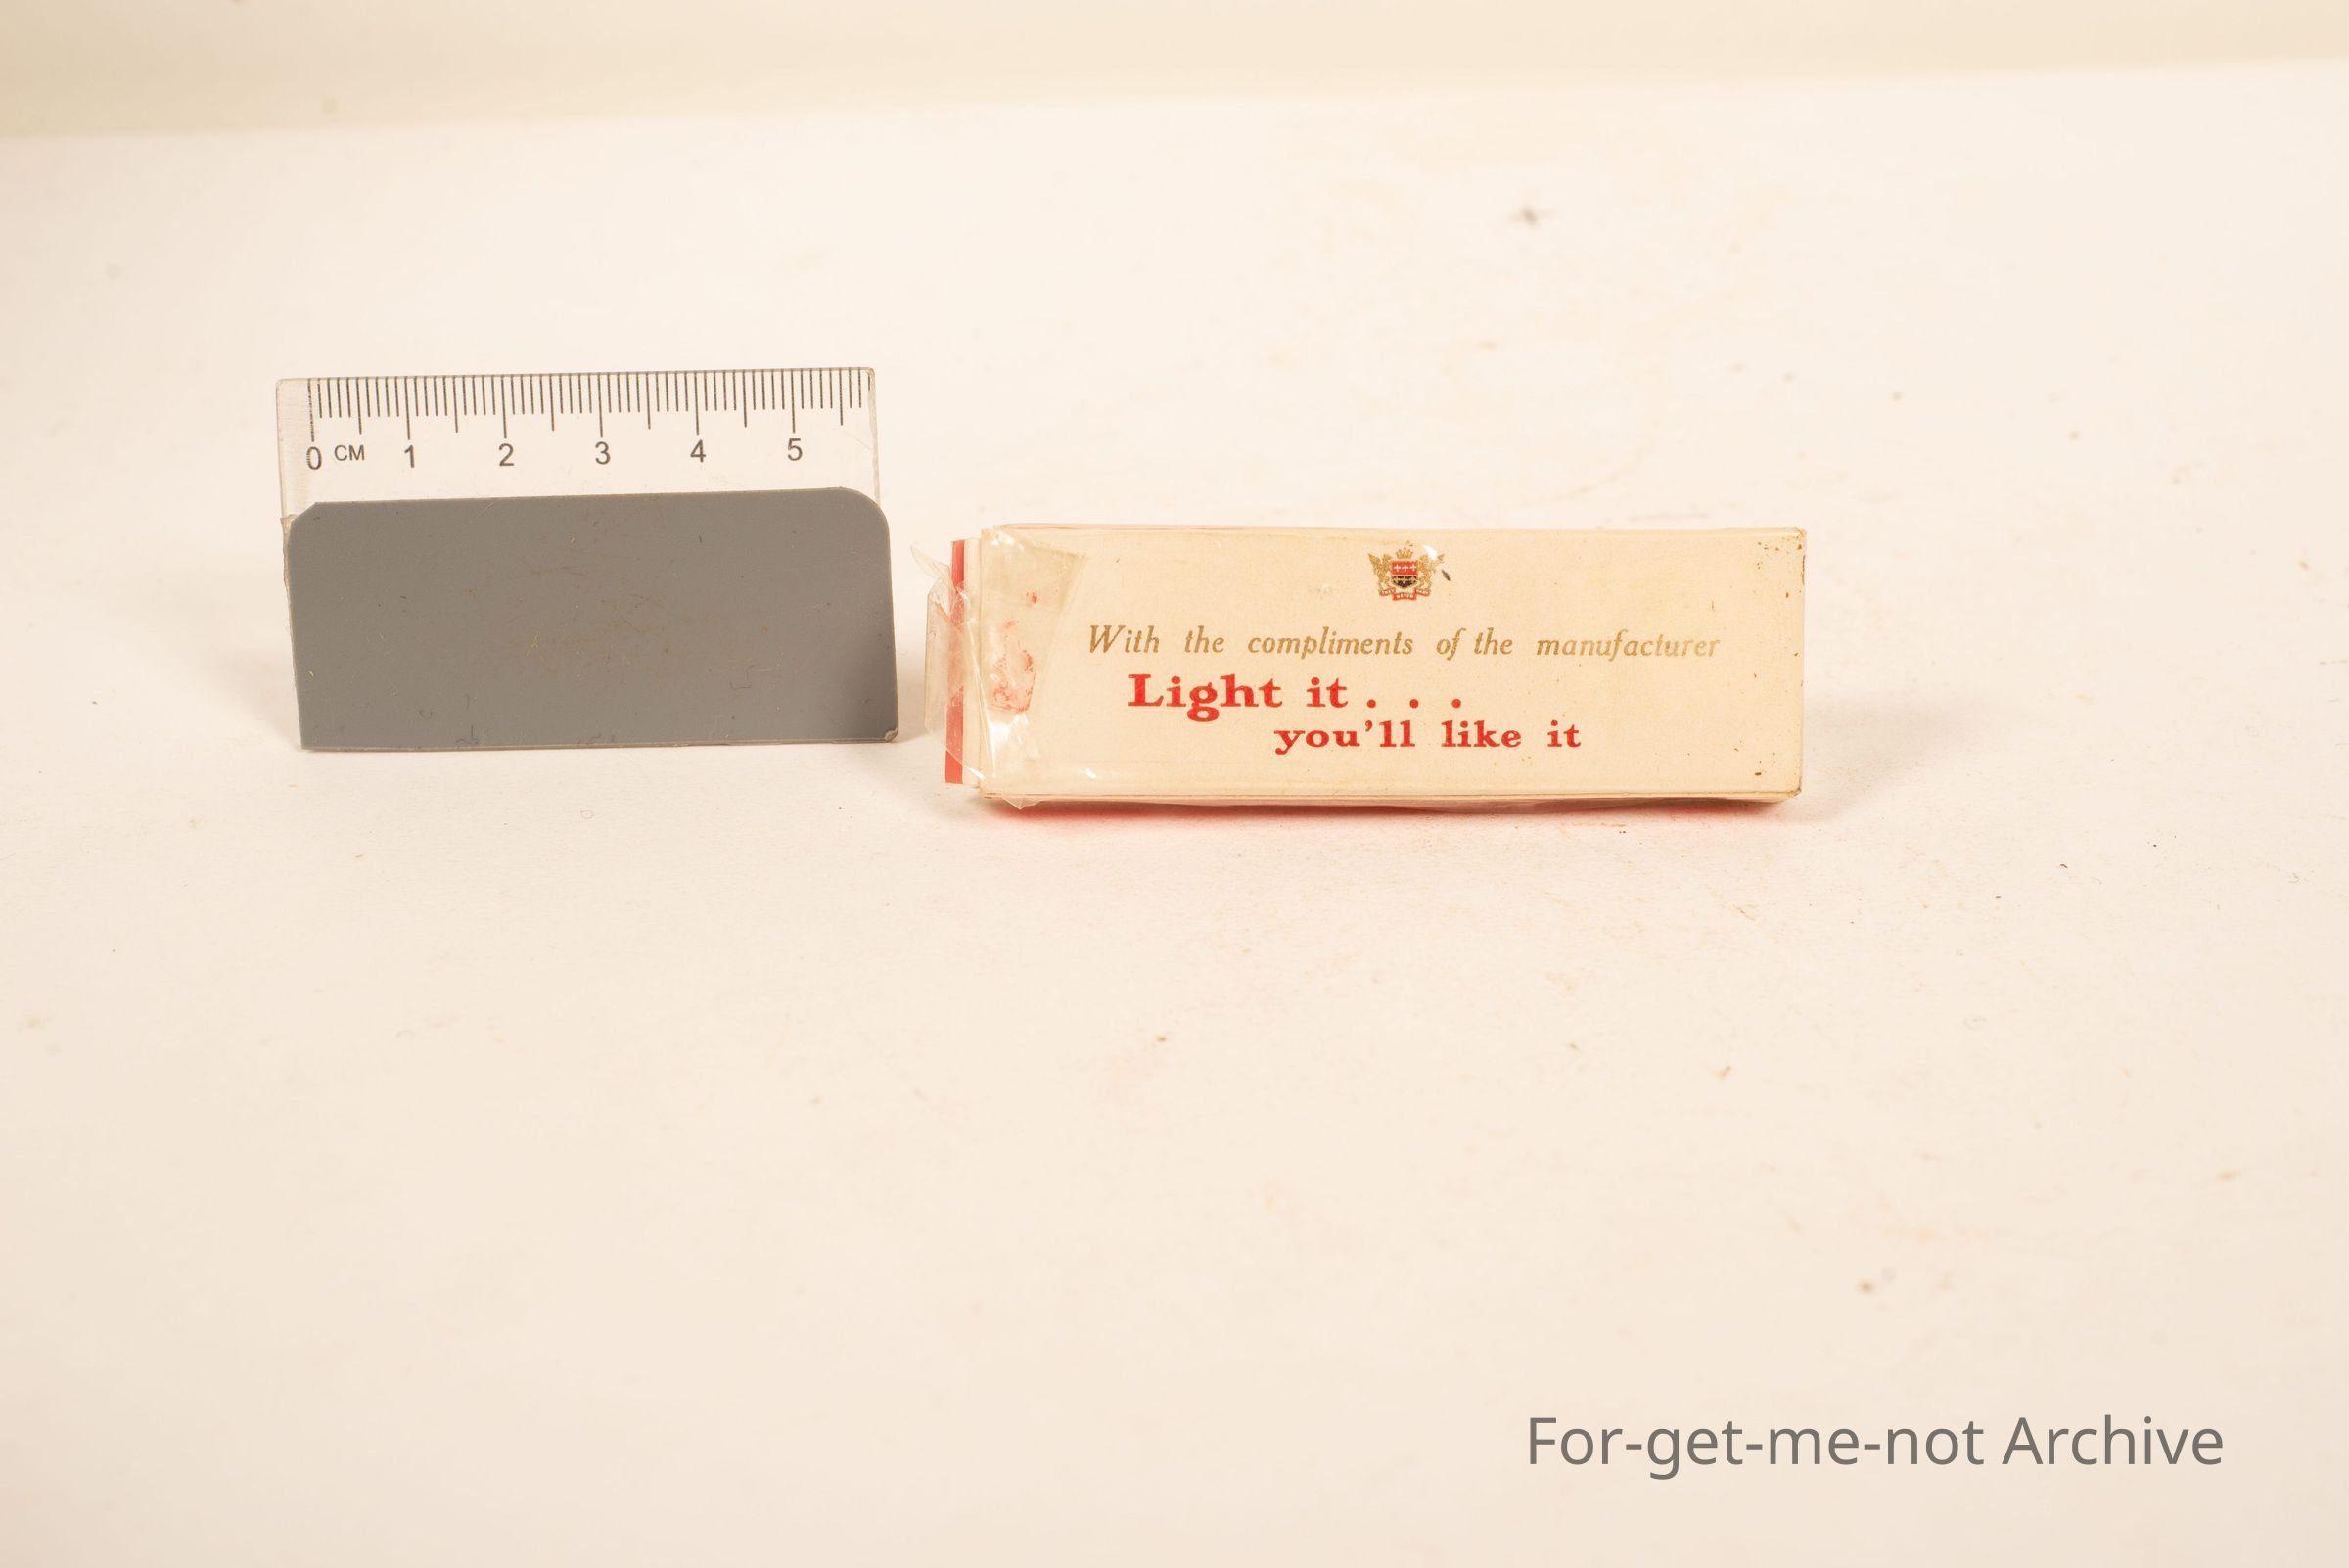 0 CM 1 2 3 4 5
With the compliments of the manufacturer
Light it . . .
you'll like it
For-get-me-not Archive